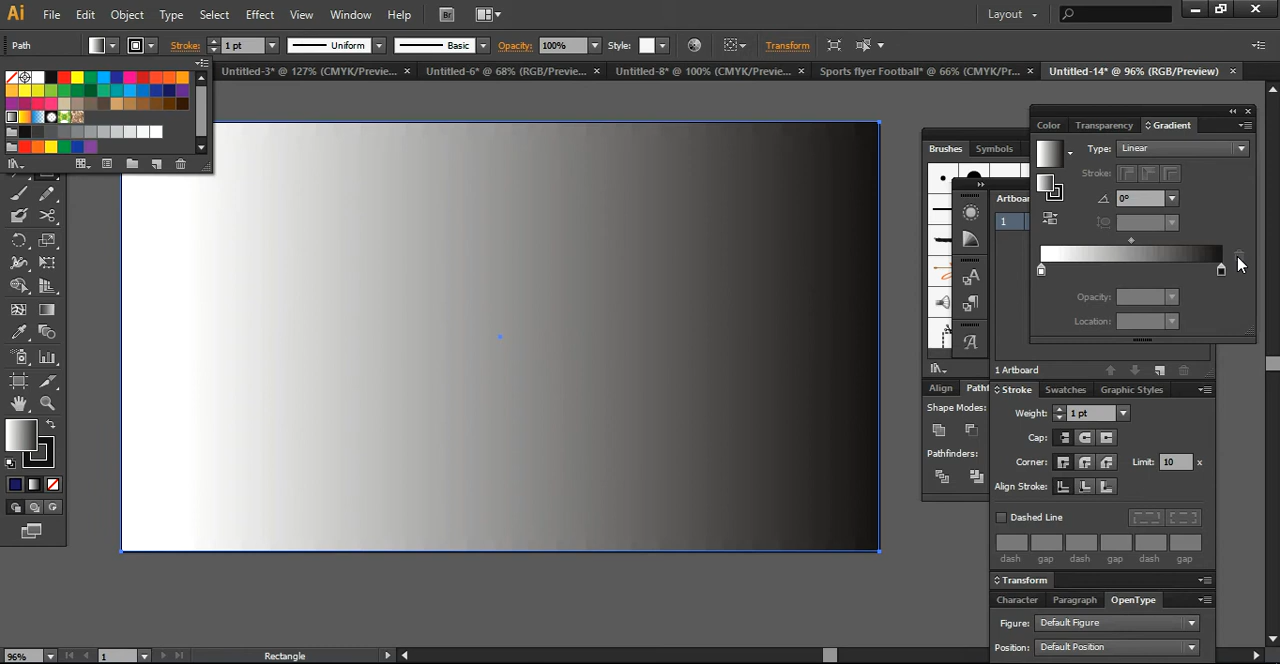 Ai File Edit Object Type Select Effect View Window Help Br Layout
Path Stroke: 1 pt Uniform Basic Opacity: 100% Style: Transform
Untitled-3* @ 127% (CMYK/Previe... × Untitled-6* @ 68% (RGB/Previe... × Untitled-8* @ 100% (CMYK/Previe... × Sports flyer Football* @ 66% (CMYK/Pr... × Untitled-14* @ 96% (RGB/Preview) ×
Color Transparency Gradient
Type: Linear
Stroke:
0°
Opacity:
Location:
Brushes Symbols
Artboar
1
1 Artboard
Align Pathf
Shape Modes:
Pathfinders:
Stroke Swatches Graphic Styles
Weight: 1 pt
Cap:
Corner: Limit: 10 x
Align Stroke:
Dashed Line
dash gap dash gap dash gap
Transform
Character Paragraph OpenType
Figure: Default Figure
Position: Default Position
96% 1 Rectangle